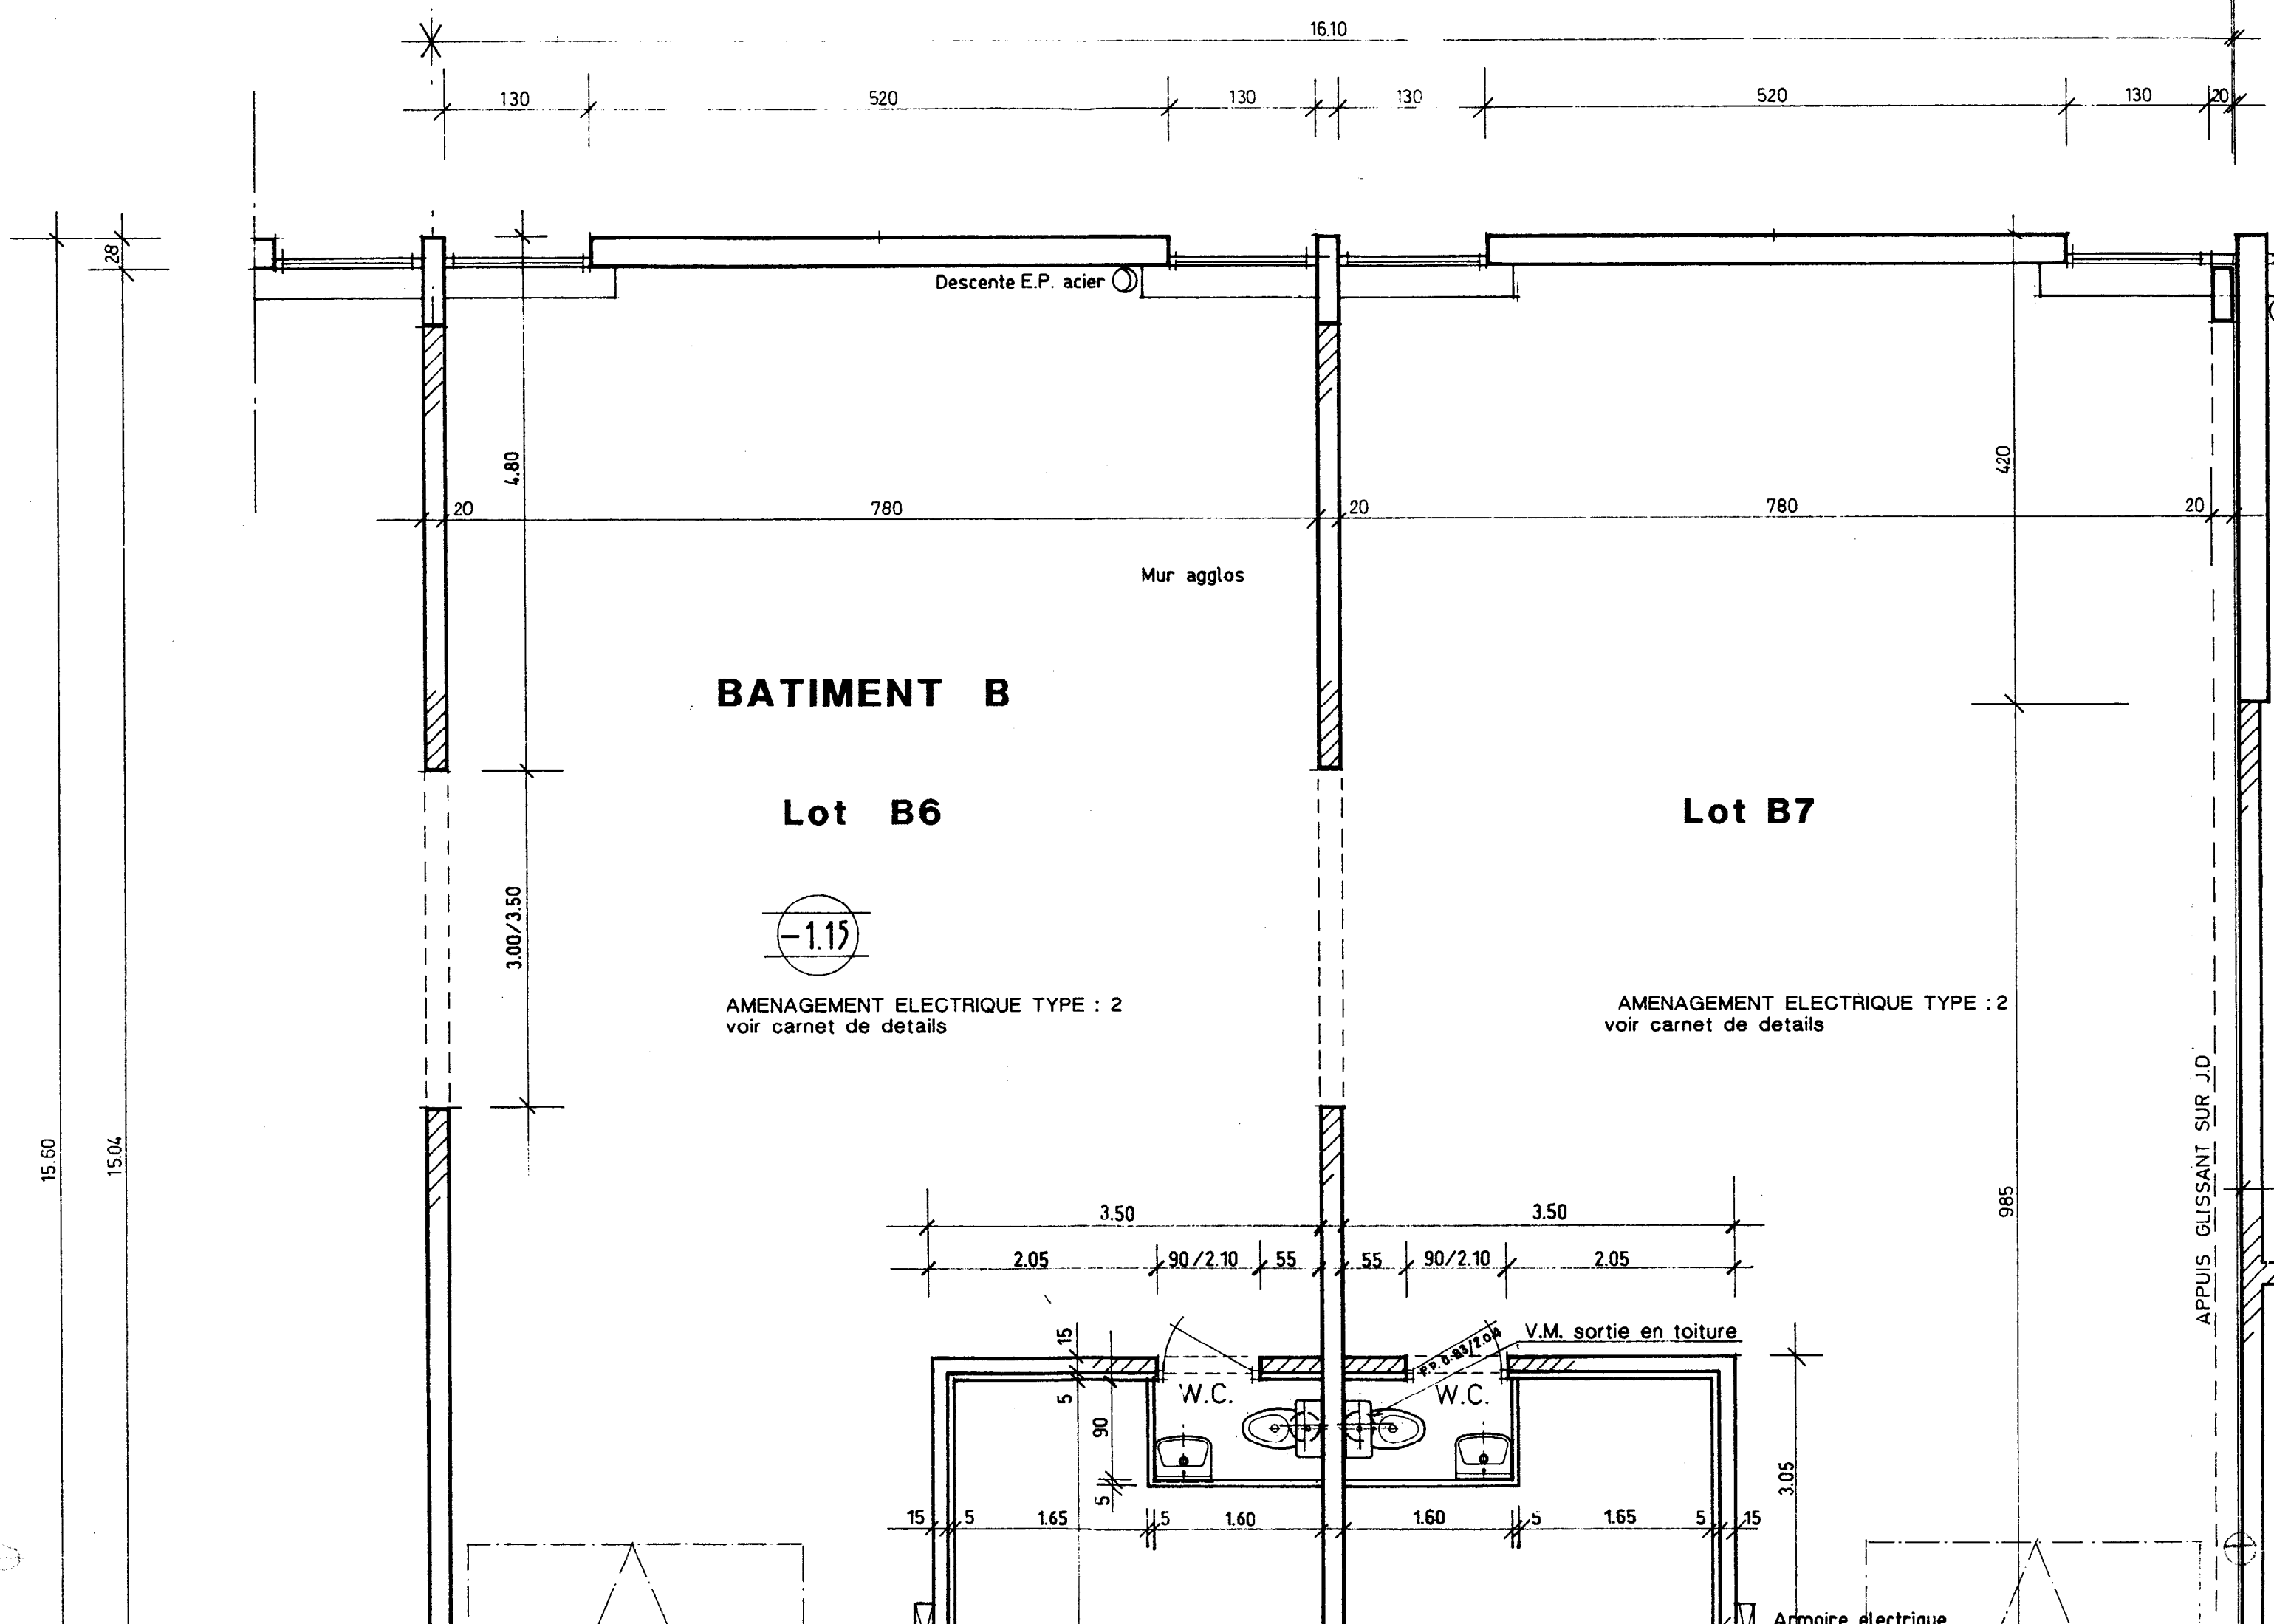 16.10
130 520 130 130 520 130 20
28
Descente E.P. acier
4.80
420
20 780 20 780 20
Mur agglos
BATIMENT B
Lot B6
Lot B7
3.00/3.50
-1.15
AMENAGEMENT ELECTRIQUE TYPE : 2
voir carnet de details
AMENAGEMENT ELECTRIQUE TYPE : 2
voir carnet de details
15.60
15.04
985
APPUIS GLISSANT SUR J.D
3.50 3.50
2.05 90/2.10 55 55 90/2.10 2.05
15
P.P. 0.83/2.04
V.M. sortie en toiture
W.C. W.C.
5
90
5
3.05
15 5 1.65 5 1.60 1.60 5 1.65 5 15
Armoire electrique